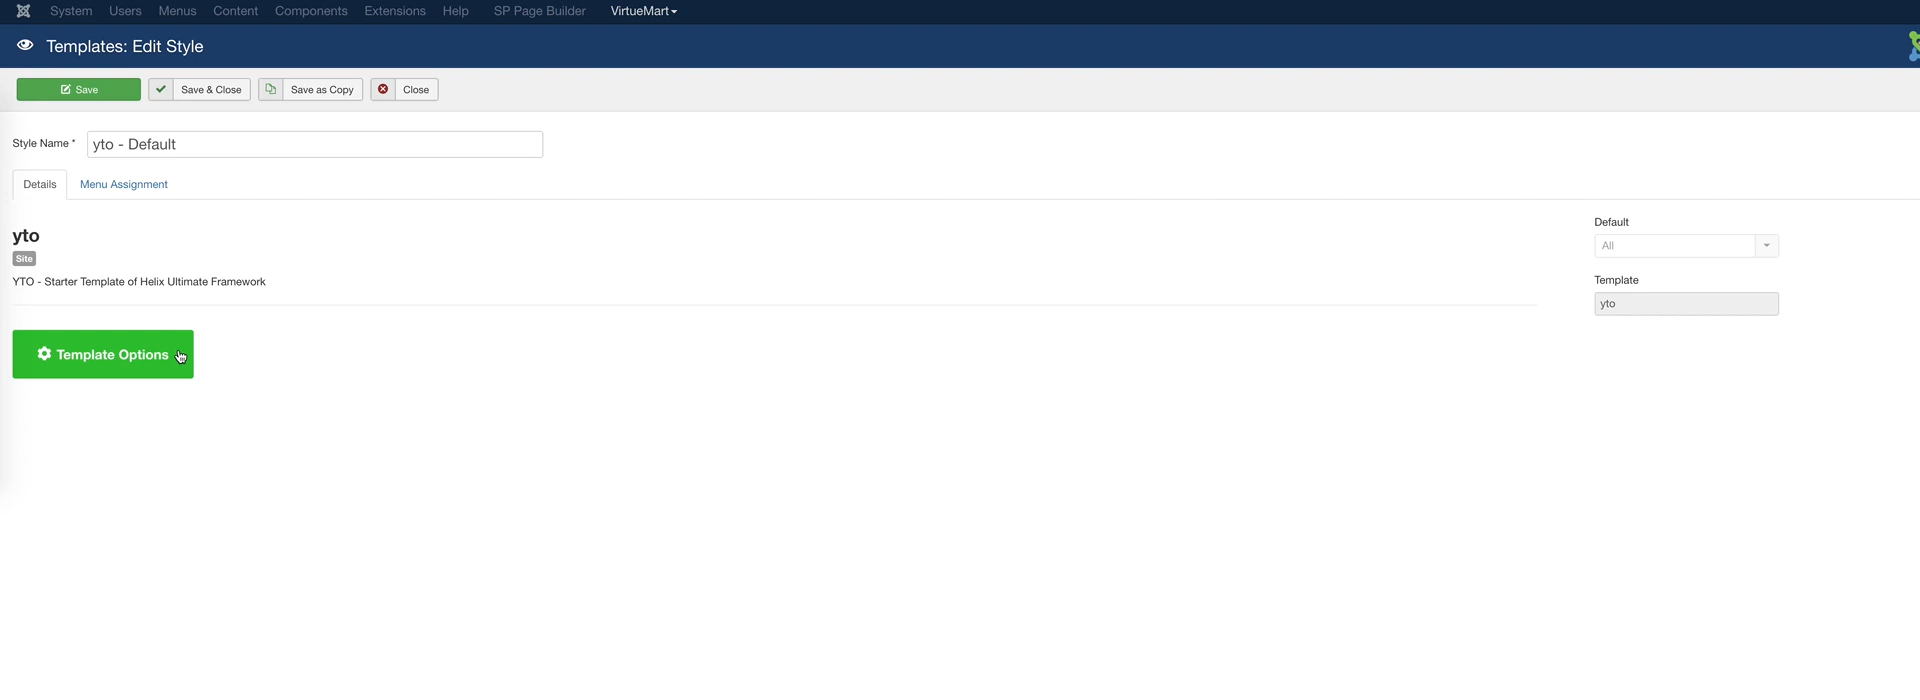 System Users Menus Content Components Extensions Help SP Page Builder VirtueMart
Templates: Edit Style
Save Save & Close Save as Copy Close
Style Name * yto - Default
Details Menu Assignment
Default
yto
All
Site
Template
YTO - Starter Template of Helix Ultimate Framework
yto
Template Options